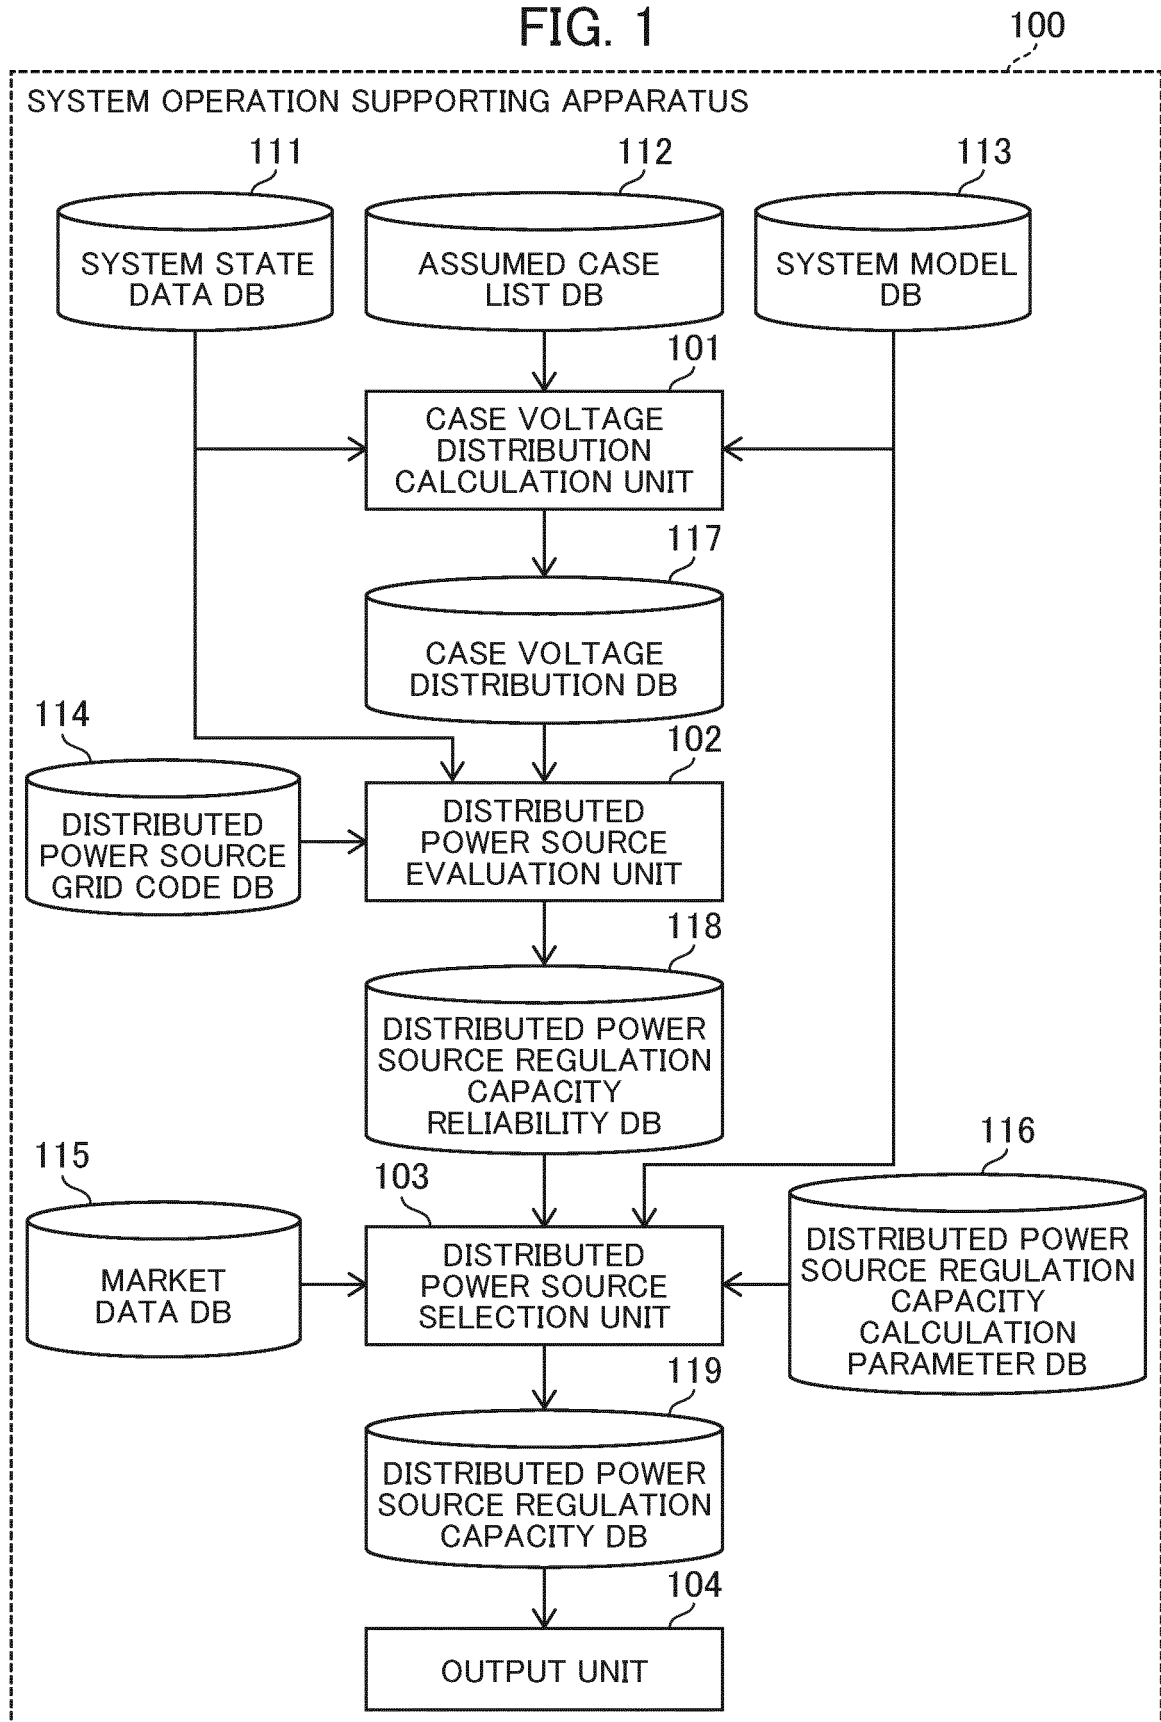 FIG. 1
100
SYSTEM OPERATION SUPPORTING APPARATUS
111
112
113
SYSTEM STATE
DATA DB
ASSUMED CASE
LIST DB
SYSTEM MODEL
DB
101
CASE VOLTAGE
DISTRIBUTION
CALCULATION UNIT
117
CASE VOLTAGE
DISTRIBUTION DB
114
102
DISTRIBUTED
POWER SOURCE
GRID CODE DB
DISTRIBUTED
POWER SOURCE
EVALUATION UNIT
118
DISTRIBUTED POWER
SOURCE REGULATION
CAPACITY
RELIABILITY DB
115
103
116
MARKET
DATA DB
DISTRIBUTED
POWER SOURCE
SELECTION UNIT
DISTRIBUTED POWER
SOURCE REGULATION
CAPACITY
CALCULATION
PARAMETER DB
119
DISTRIBUTED POWER
SOURCE REGULATION
CAPACITY DB
104
OUTPUT UNIT